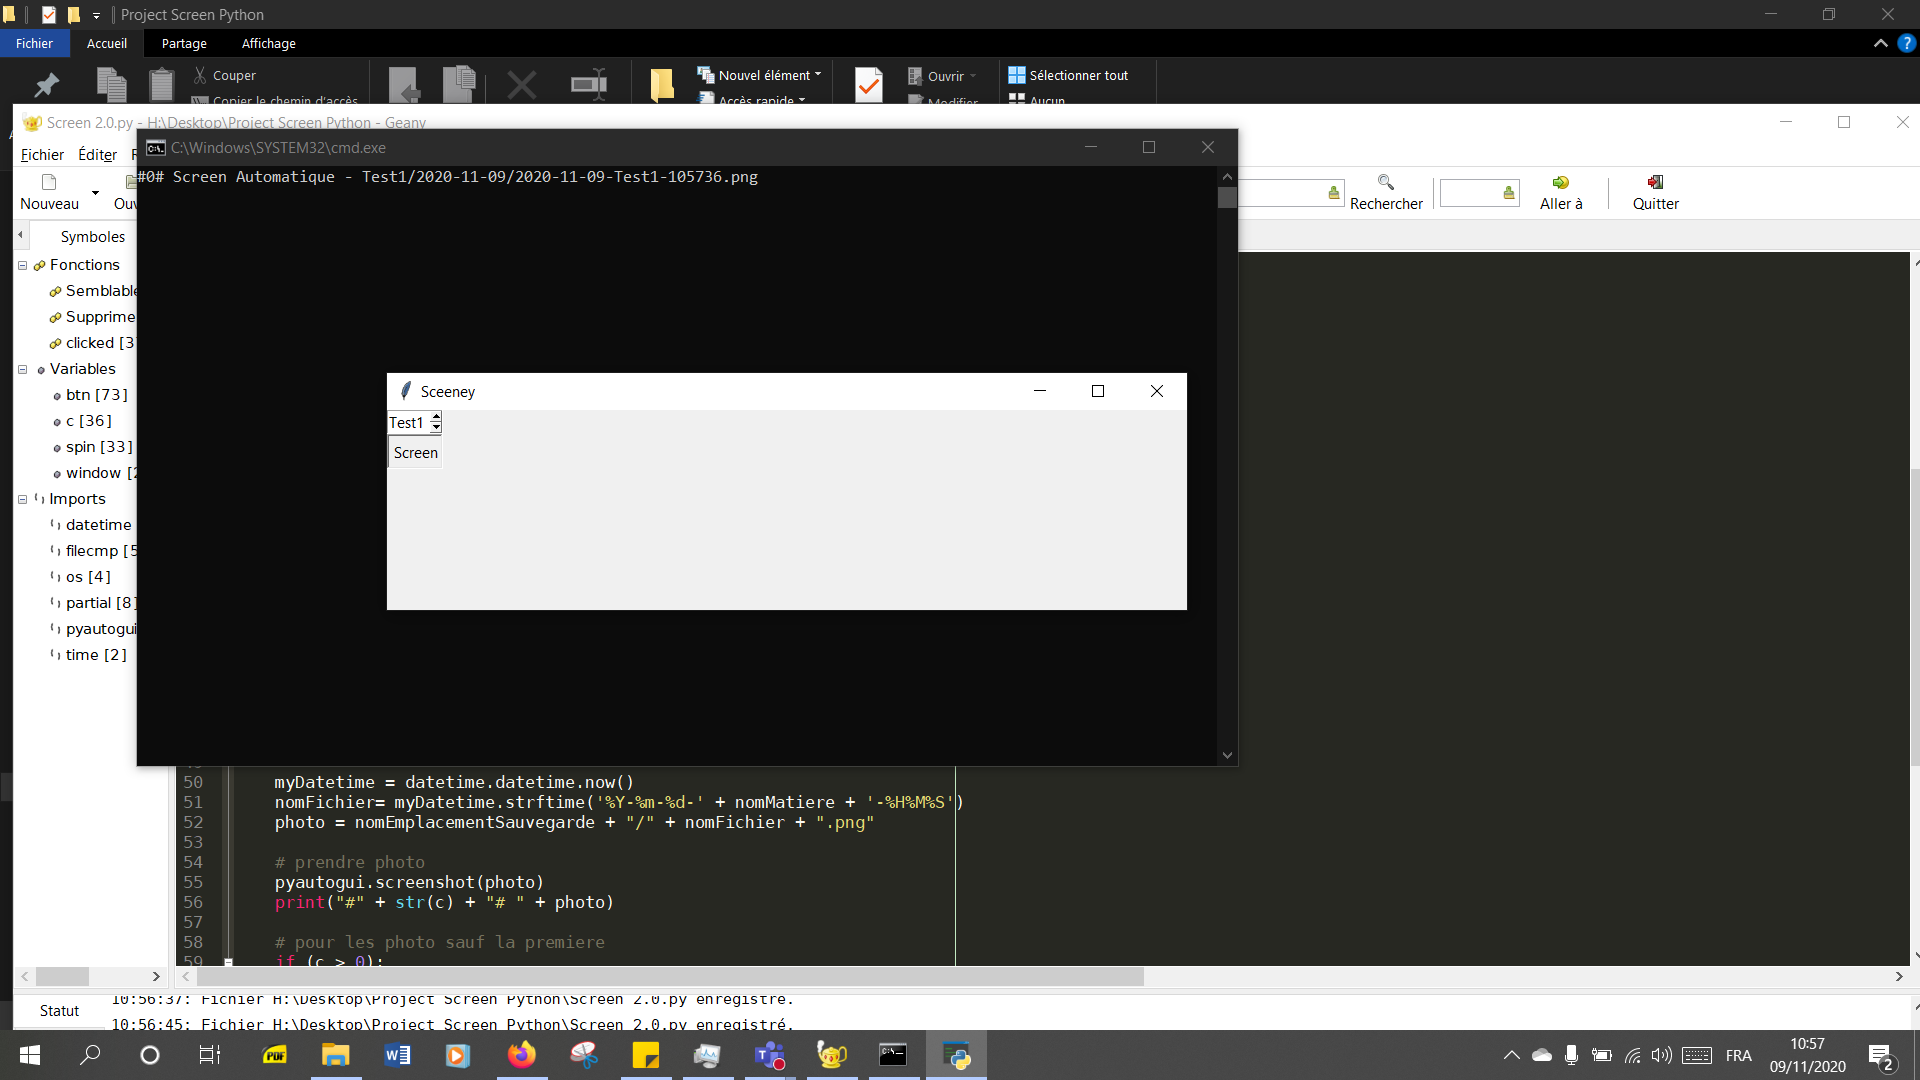 Project Screen Python
Fichier Accueil Partage Affichage
Couper
Copier le chemin d'accès
Nouvel élément
Accès rapide
Ouvrir
Modifier
Sélectionner tout
Aucun
Screen 2.0.py - H:\Desktop\Project Screen Python - Geany
Fichier Éditer R
Nouveau Ouv
Rechercher Aller à Quitter
C:\Windows\SYSTEM32\cmd.exe
#0# Screen Automatique - Test1/2020-11-09/2020-11-09-Test1-105736.png
Symboles
Fonctions
Semblable
Supprime
clicked [3
Variables
btn [73]
c [36]
spin [33]
window [2
Imports
datetime
filecmp [5
os [4]
partial [8]
pyautogui
time [2]
Sceeney
Test1
Screen
50 myDatetime = datetime.datetime.now()
51 nomFichier= myDatetime.strftime('%Y-%m-%d-' + nomMatiere + '-%H%M%S')
52 photo = nomEmplacementSauvegarde + "/" + nomFichier + ".png"
53
54 # prendre photo
55 pyautogui.screenshot(photo)
56 print("#" + str(c) + "# " + photo)
57
58 # pour les photo sauf la premiere
59 if (c > 0):
Statut
10:56:37: Fichier H:\Desktop\Project Screen Python\Screen 2.0.py enregistré.
10:56:45: Fichier H:\Desktop\Project Screen Python\Screen 2.0.py enregistré.
PDF
FRA
10:57
09/11/2020
2